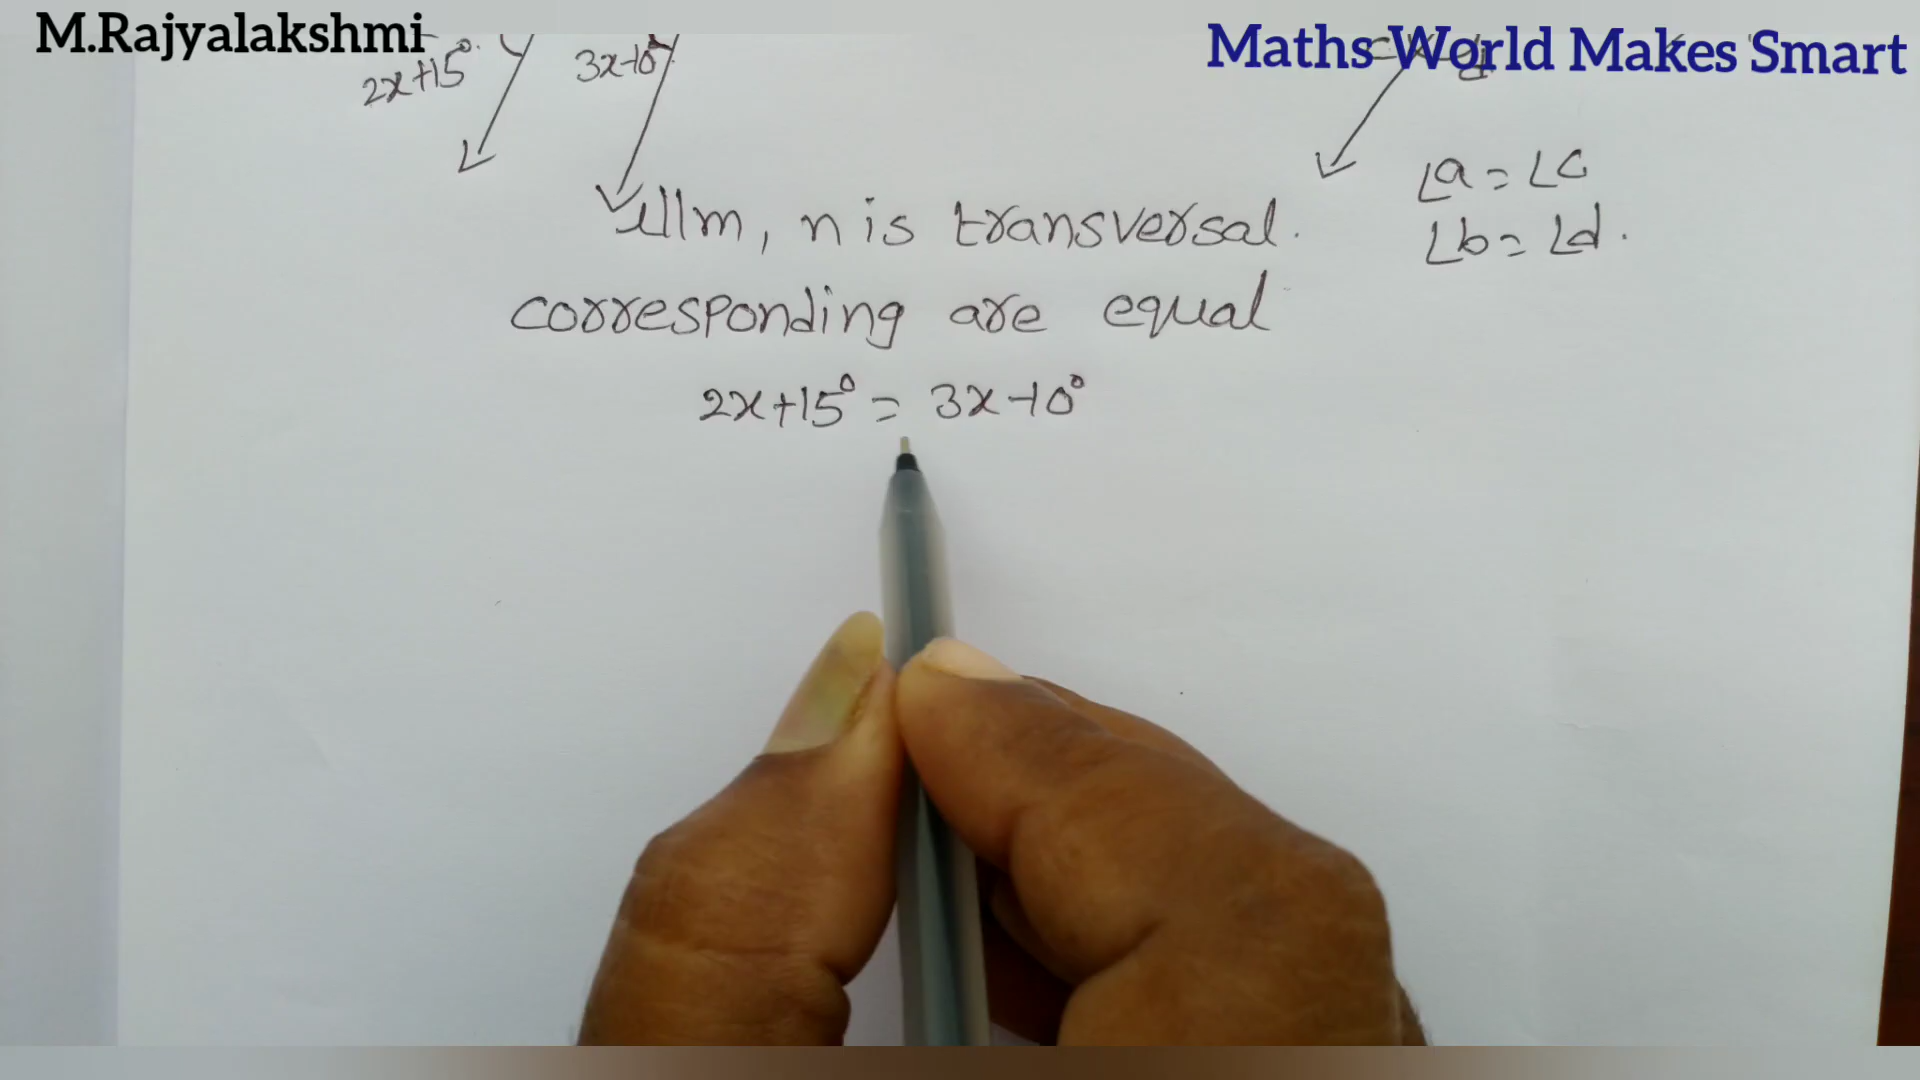 M.Rajyalakshmi
Maths World Makes Smart
2x+15°
3x-10°
∠a = ∠c
∠b = ∠d .
l||m, n is transversal.
corresponding are equal
2x+15° = 3x-10°